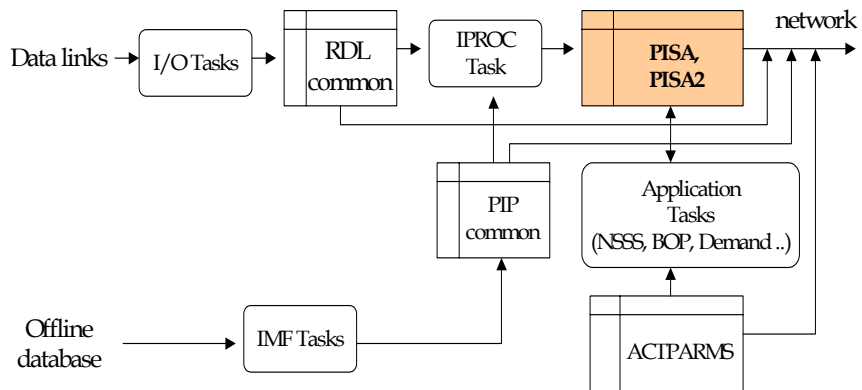 network
Data links
I/O Tasks
RDL
common
IPROC
Task
PISA,
PISA2
PIP
common
Application
Tasks
(NSSS, BOP, Demand ..)
Offline
database
IMF Tasks
ACTPARMS